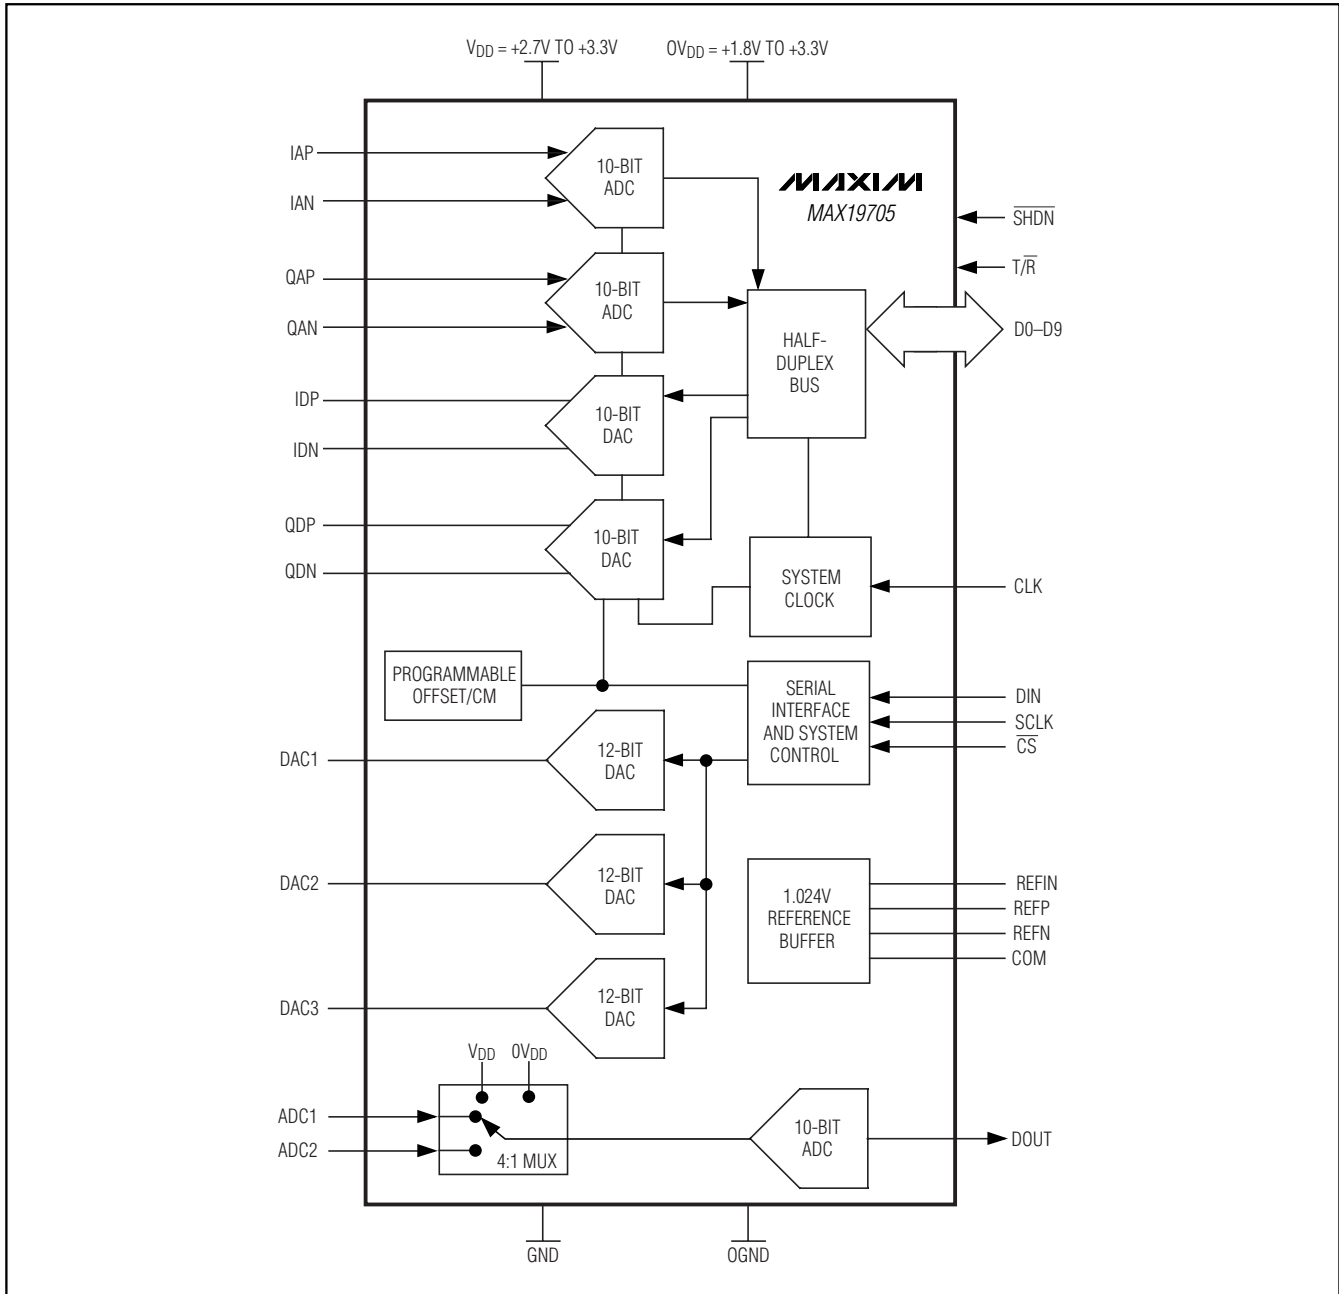 VDD = +2.7V TO +3.3V
OVDD = +1.8V TO +3.3V
IAP
IAN
10-BIT
ADC
MAXIM
MAX19705
SHDN
T/R
QAP
QAN
10-BIT
ADC
HALF-
DUPLEX
BUS
D0–D9
IDP
IDN
10-BIT
DAC
QDP
QDN
10-BIT
DAC
SYSTEM
CLOCK
CLK
PROGRAMMABLE
OFFSET/CM
SERIAL
INTERFACE
AND SYSTEM
CONTROL
DIN
SCLK
CS
DAC1
12-BIT
DAC
DAC2
12-BIT
DAC
1.024V
REFERENCE
BUFFER
REFIN
REFP
REFN
COM
DAC3
12-BIT
DAC
VDD
0VDD
ADC1
ADC2
4:1 MUX
10-BIT
ADC
DOUT
GND
OGND